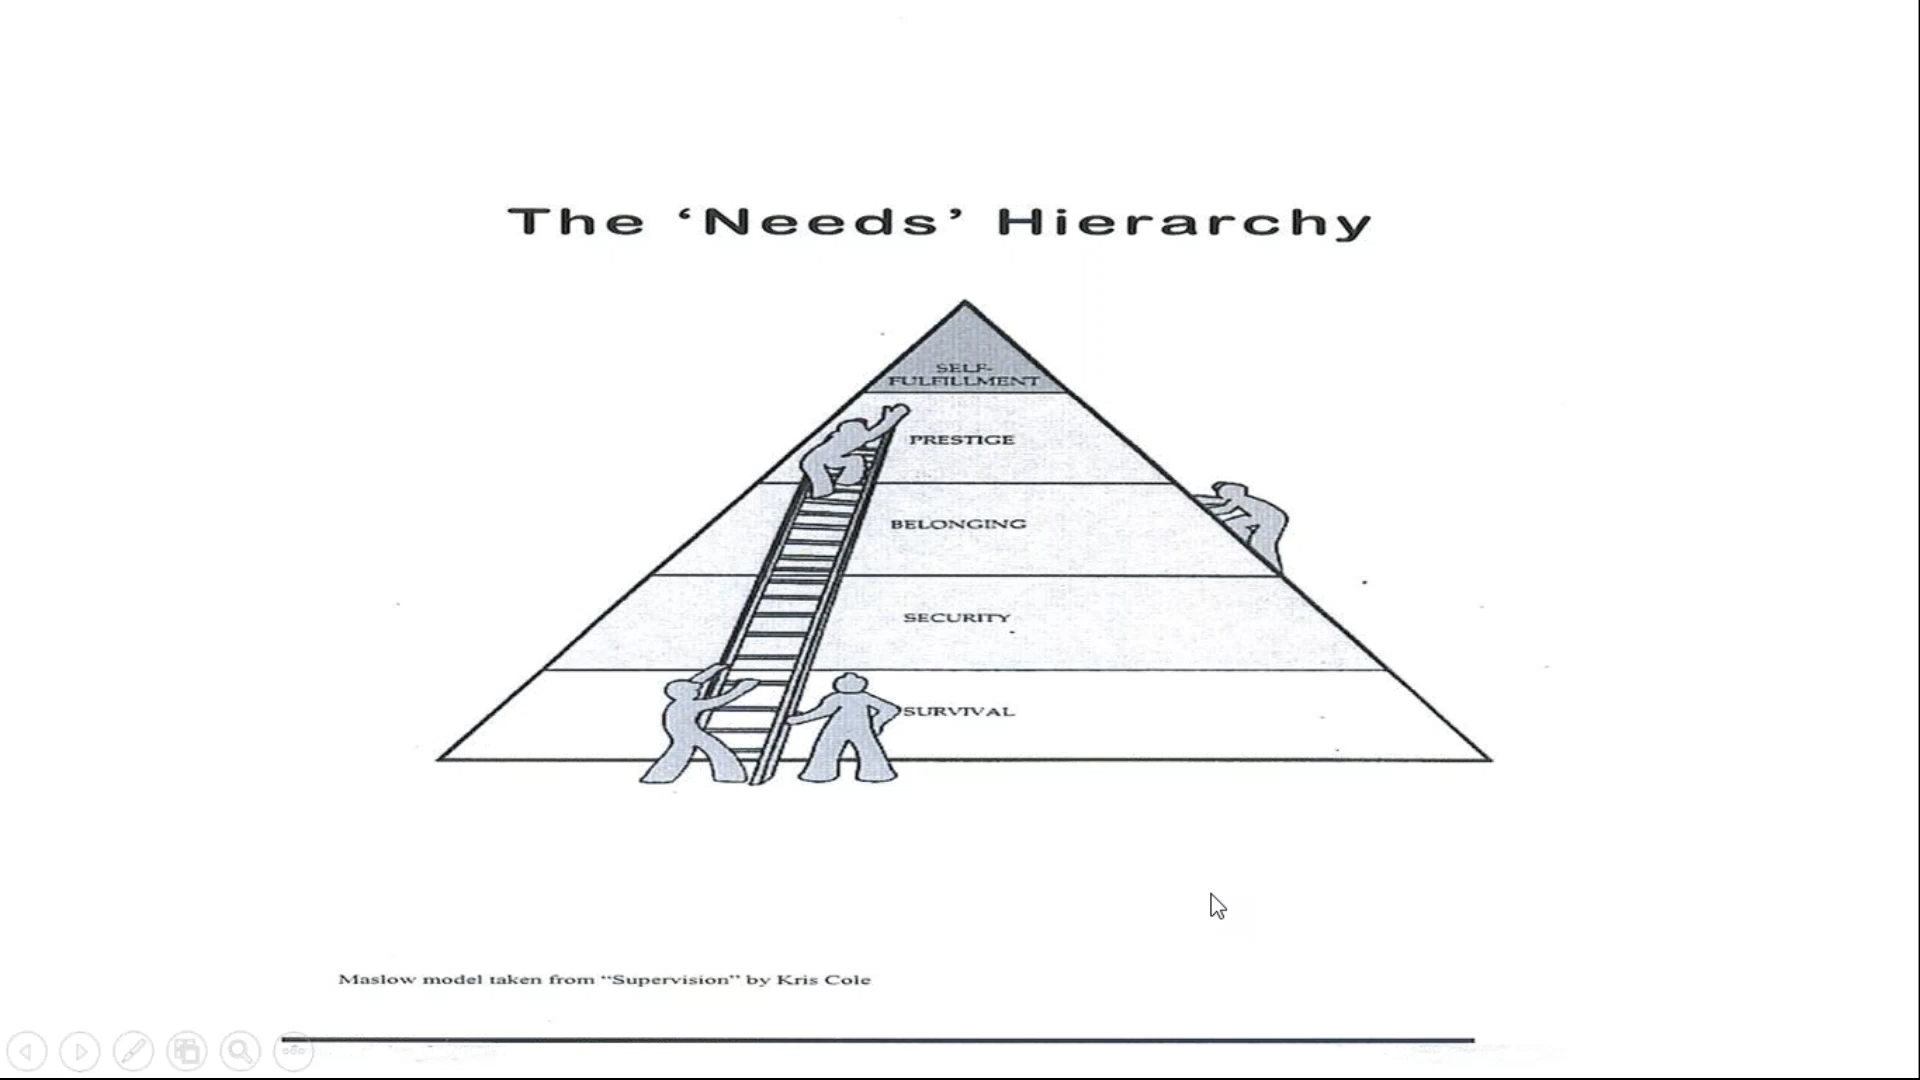 The ‘Needs’ Hierarchy
SELF-
FULFILLMENT
PRESTIGE
BELONGING
SECURITY
SURVIVAL
Maslow model taken from “Supervision” by Kris Cole